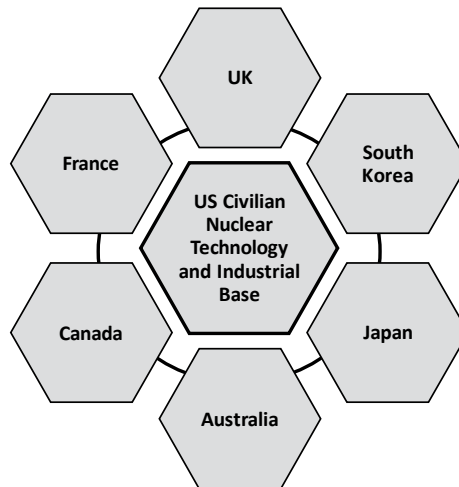 UK
France
South
Korea
US Civilian
Nuclear
Technology
and Industrial
Base
Canada
Japan
Australia